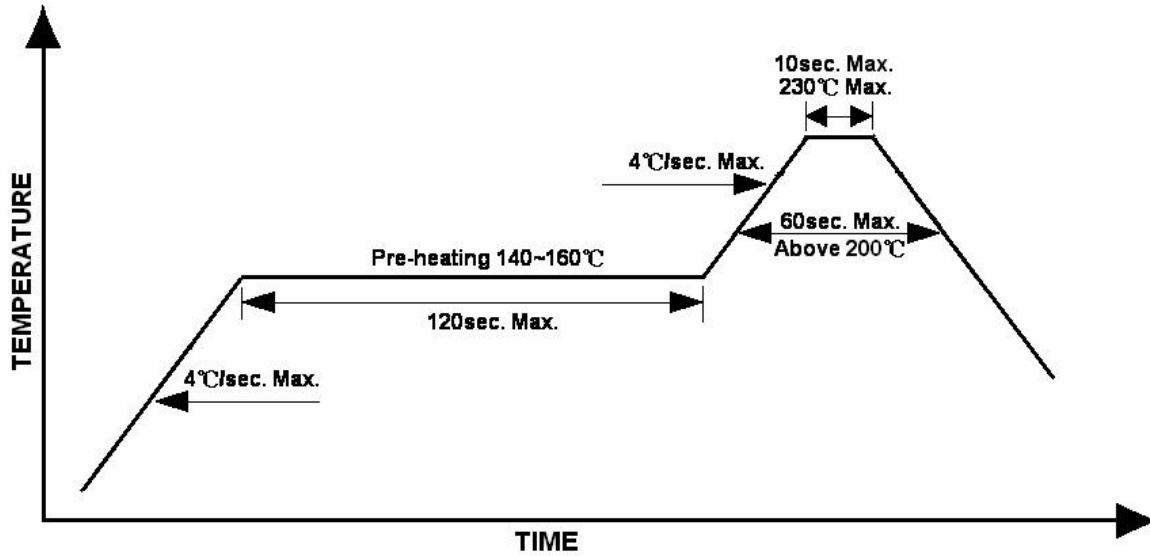 10sec. Max.
230℃ Max.
4℃/sec. Max.
60sec. Max.
Above 200℃
Pre-heating 140~160℃
120sec. Max.
4℃/sec. Max.
TEMPERATURE
TIME